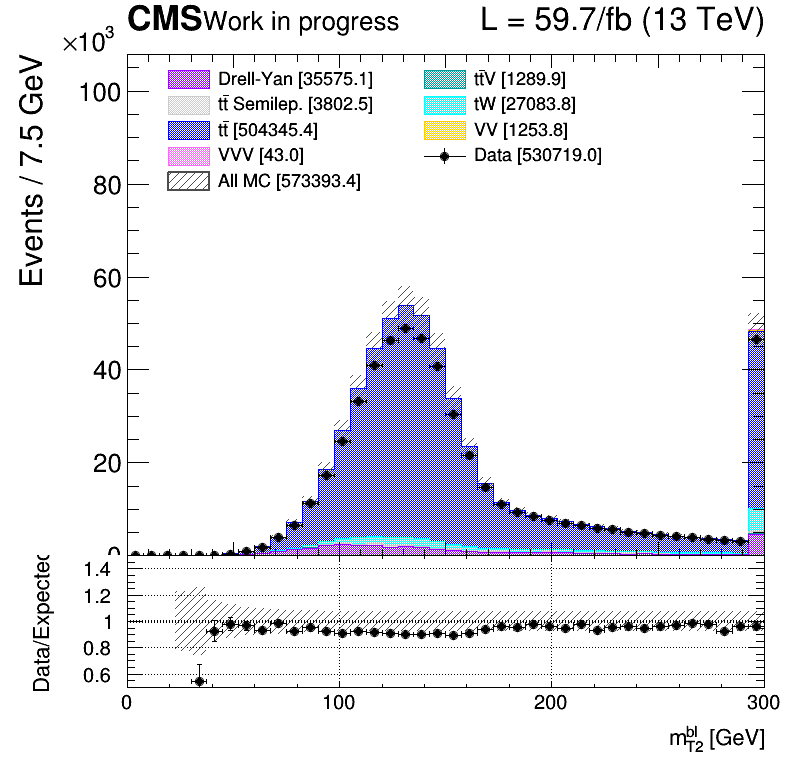 CMS Work in progress L = 59.7/fb (13 TeV)
×10³
Events / 7.5 GeV
Drell-Yan [35575.1]
tt̄ Semilep. [3802.5]
tt̄ [504345.4]
VVV [43.0]
All MC [573393.4]
tt̄V [1289.9]
tW [27083.8]
VV [1253.8]
Data [530719.0]
100
80
60
40
20
0
Data/Expected
1.4
1.2
1
0.8
0.6
0 100 200 300
m_T2^bl [GeV]